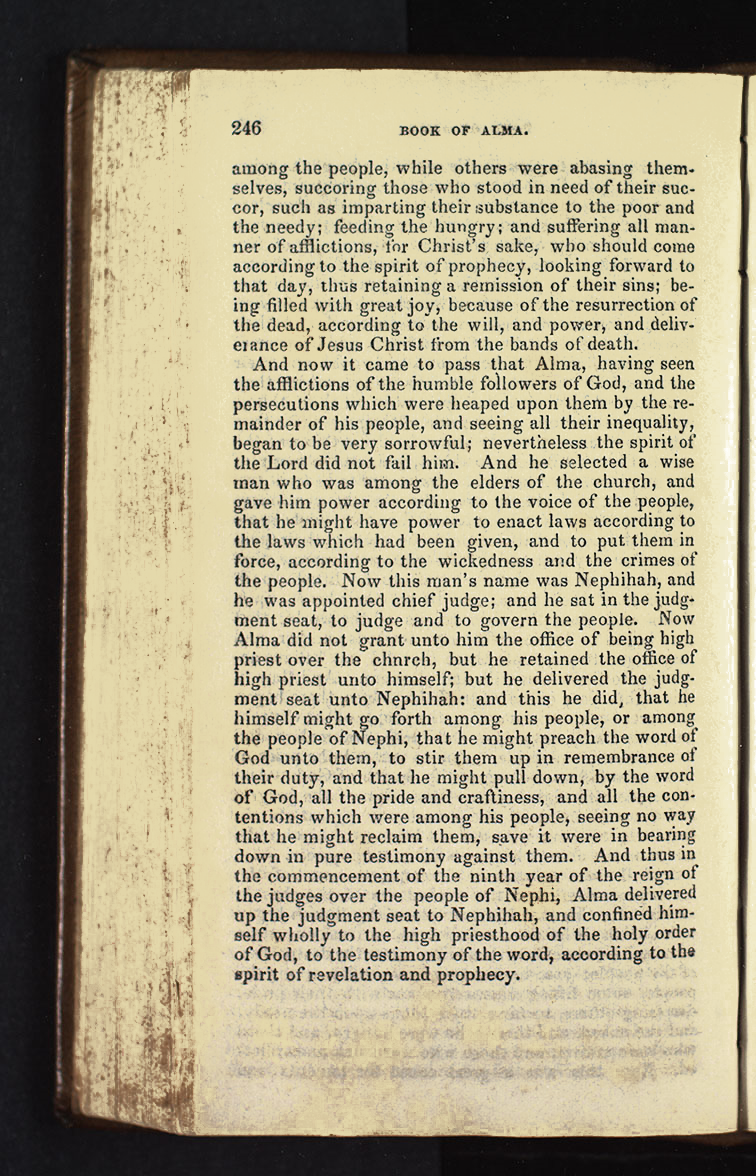 246 BOOK OF ALMA.
among the people, while others were abasing them-
selves, succoring those who stood in need of their suc-
cor, such as imparting their substance to the poor and
the needy; feeding the hungry; and suffering all man-
ner of afflictions, for Christ's sake, who should come
according to the spirit of prophecy, looking forward to
that day, thus retaining a remission of their sins; be-
ing filled with great joy, because of the resurrection of
the dead, according to the will, and power, and deliv-
erance of Jesus Christ from the bands of death.
And now it came to pass that Alma, having seen
the afflictions of the humble followers of God, and the
persecutions which were heaped upon them by the re-
mainder of his people, and seeing all their inequality,
began to be very sorrowful; nevertheless the spirit of
the Lord did not fail him. And he selected a wise
man who was among the elders of the church, and
gave him power according to the voice of the people,
that he might have power to enact laws according to
the laws which had been given, and to put them in
force, according to the wickedness and the crimes of
the people. Now this man's name was Nephihah, and
he was appointed chief judge; and he sat in the judg-
ment seat, to judge and to govern the people. Now
Alma did not grant unto him the office of being high
priest over the chnrch, but he retained the office of
high priest unto himself; but he delivered the judg-
ment seat unto Nephihah: and this he did, that he
himself might go forth among his people, or among
the people of Nephi, that he might preach the word of
God unto them, to stir them up in remembrance of
their duty, and that he might pull down, by the word
of God, all the pride and craftiness, and all the con-
tentions which were among his people, seeing no way
that he might reclaim them, save it were in bearing
down in pure testimony against them. And thus in
the commencement of the ninth year of the reign of
the judges over the people of Nephi, Alma delivered
up the judgment seat to Nephihah, and confined him-
self wholly to the high priesthood of the holy order
of God, to the testimony of the word, according to the
spirit of revelation and prophecy.